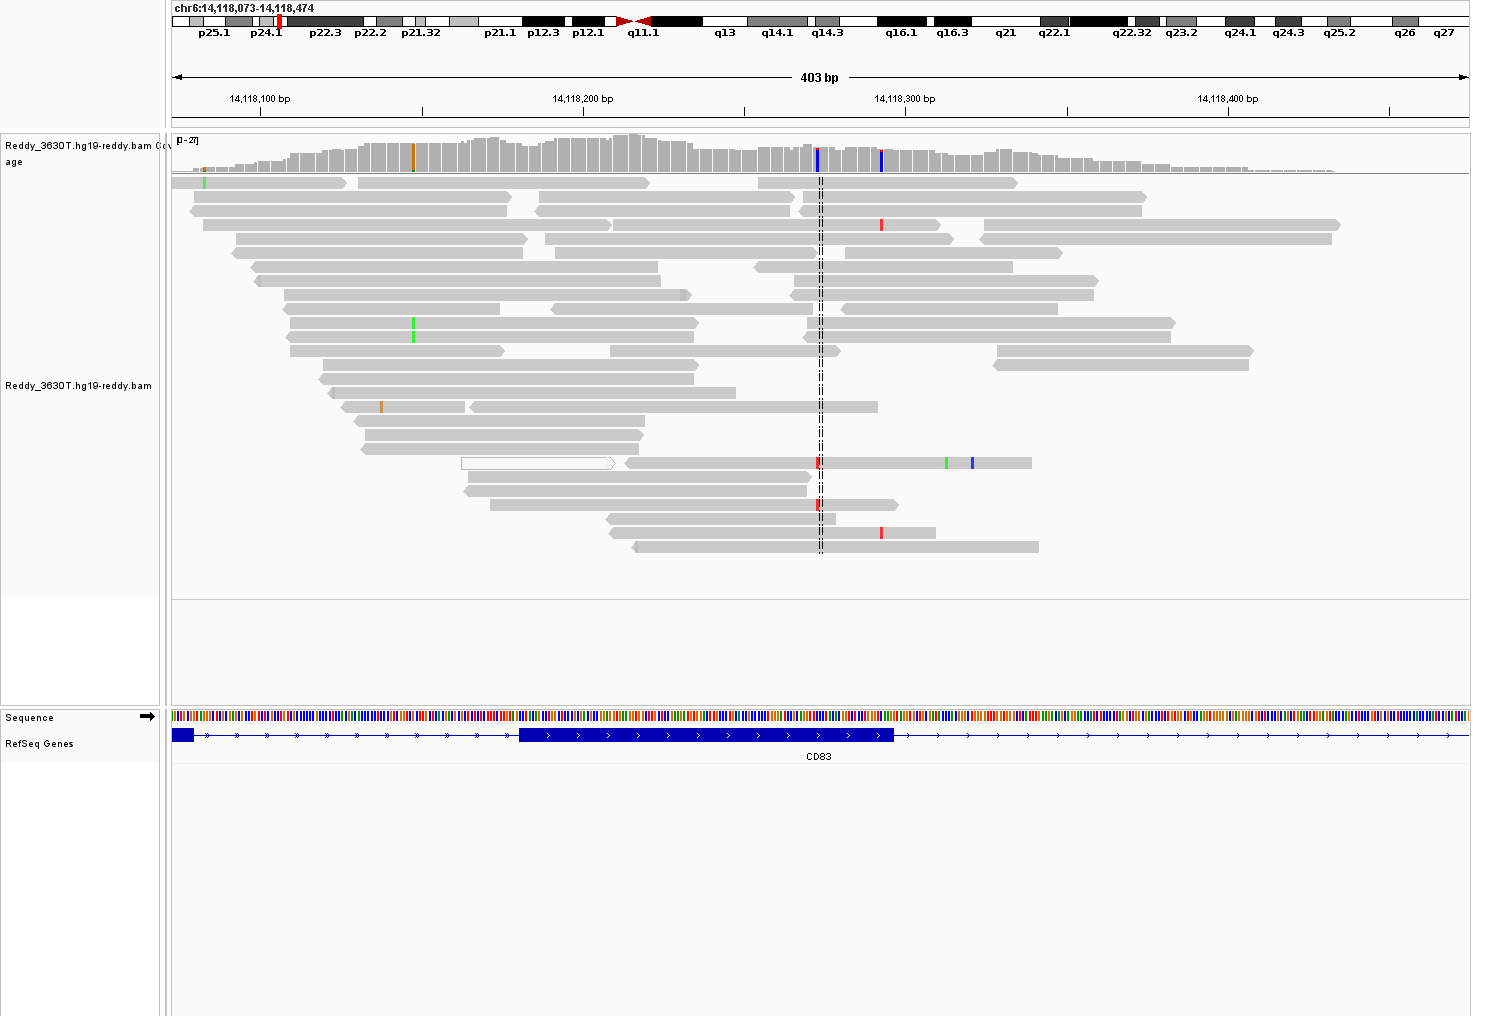 chr6:14,118,073-14,118,474
p25.1 p24.1 p22.3 p22.2 p21.32 p21.1 p12.3 p12.1 q11.1 q13 q14.1 q14.3 q16.1 q16.3 q21 q22.1 q22.32 q23.2 q24.1 q24.3 q25.2 q26 q27
403 bp
14,118,100 bp 14,118,200 bp 14,118,300 bp 14,118,400 bp
[0 - 27]
Reddy_3630T.hg19-reddy.bam Cov
age
Reddy_3630T.hg19-reddy.bam
Sequence
RefSeq Genes
CD83